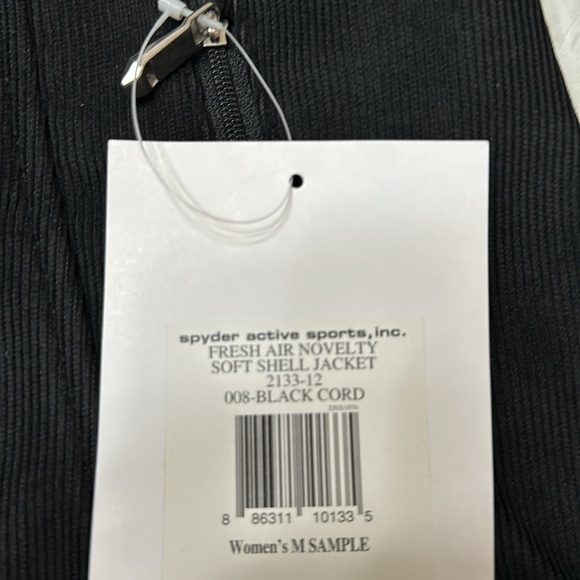 spyder active sports,inc.
FRESH AIR NOVELTY
SOFT SHELL JACKET
2133-12
008-BLACK CORD
8 86311 10133 5
Women's M SAMPLE